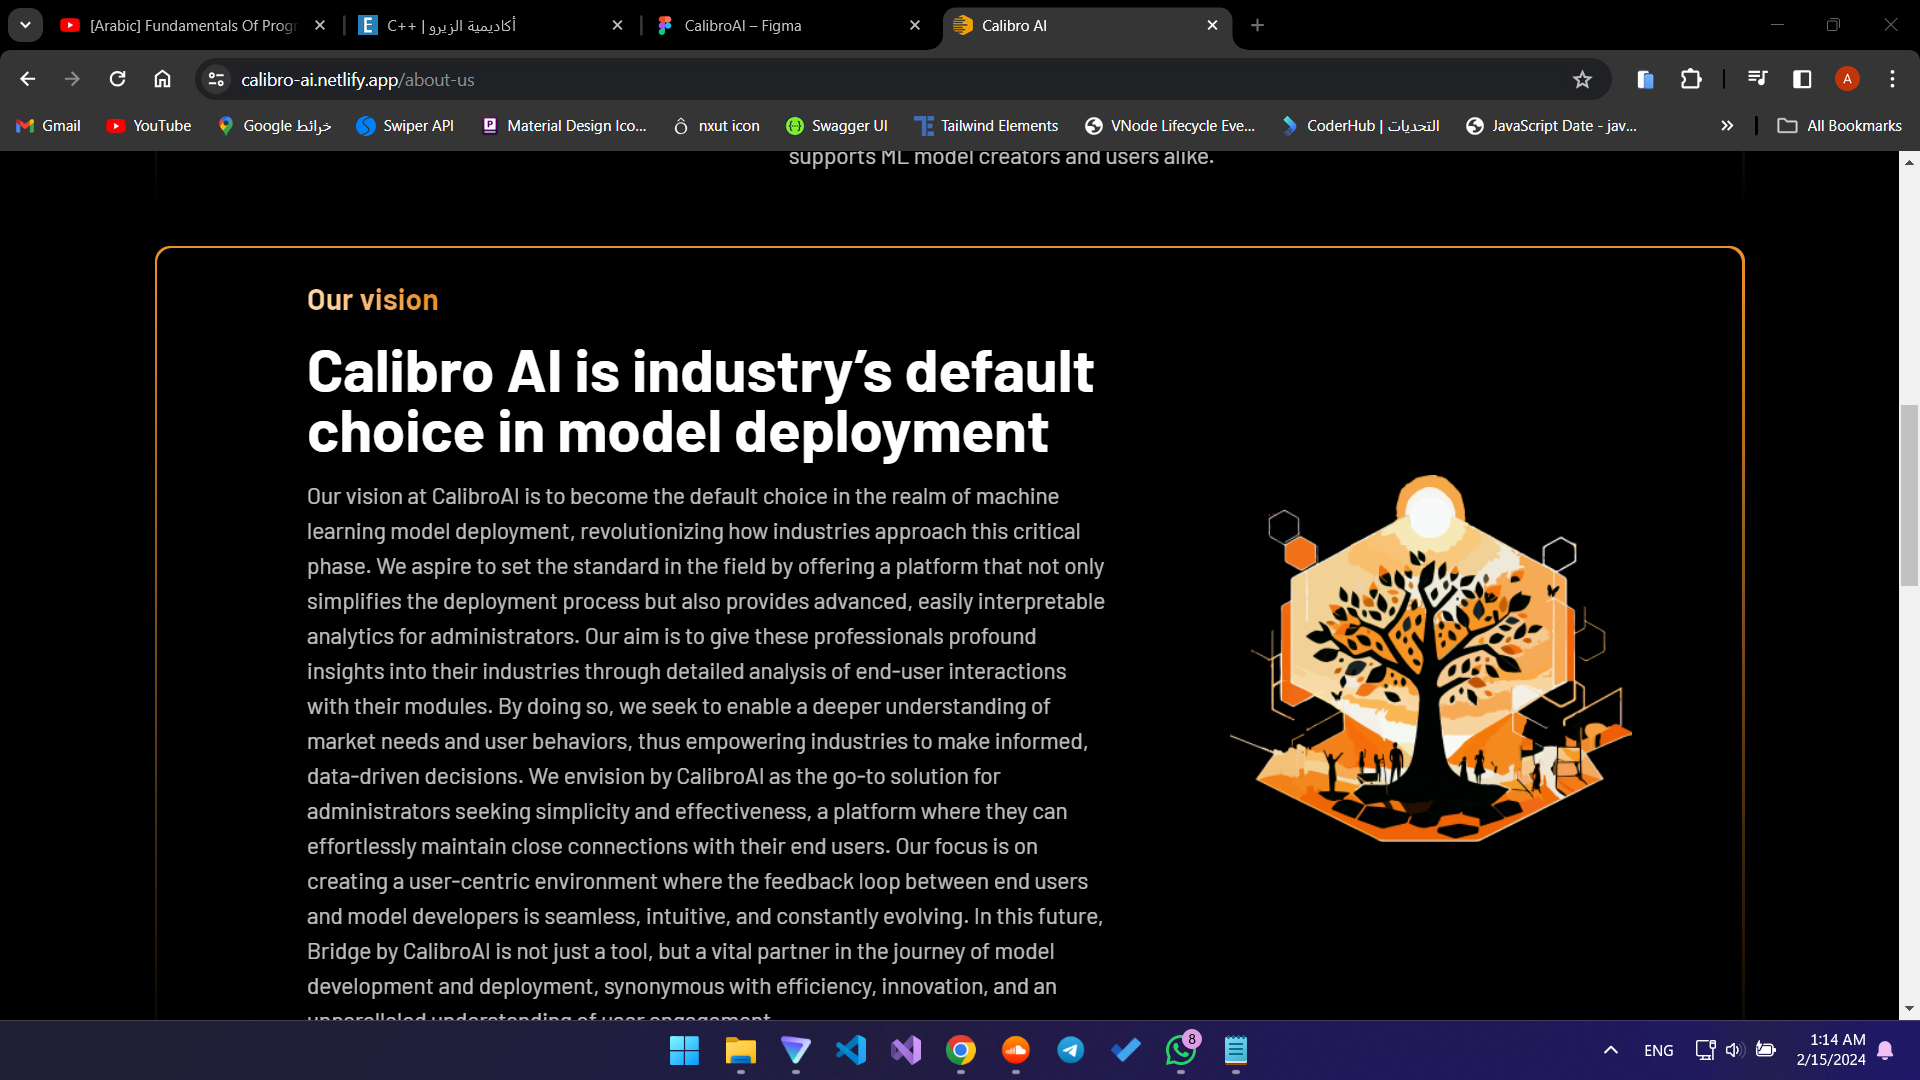 [Arabic] Fundamentals Of Progr
C++ | أكاديمية الزيرو
CalibroAI – Figma
Calibro AI
calibro-ai.netlify.app/about-us
A
Gmail
YouTube
Google خرائط
Swiper API
Material Design Ico...
nxut icon
Swagger UI
Tailwind Elements
VNode Lifecycle Eve...
CoderHub | التحديات
JavaScript Date - jav...
All Bookmarks
supports ML model creators and users alike.
Our vision
Calibro AI is industry’s default
choice in model deployment
Our vision at CalibroAI is to become the default choice in the realm of machine
learning model deployment, revolutionizing how industries approach this critical
phase. We aspire to set the standard in the field by offering a platform that not only
simplifies the deployment process but also provides advanced, easily interpretable
analytics for administrators. Our aim is to give these professionals profound
insights into their industries through detailed analysis of end-user interactions
with their modules. By doing so, we seek to enable a deeper understanding of
market needs and user behaviors, thus empowering industries to make informed,
data-driven decisions. We envision by CalibroAI as the go-to solution for
administrators seeking simplicity and effectiveness, a platform where they can
effortlessly maintain close connections with their end users. Our focus is on
creating a user-centric environment where the feedback loop between end users
and model developers is seamless, intuitive, and constantly evolving. In this future,
Bridge by CalibroAI is not just a tool, but a vital partner in the journey of model
development and deployment, synonymous with efficiency, innovation, and an
unparalleled understanding of user engagement.
8
ENG
1:14 AM
2/15/2024